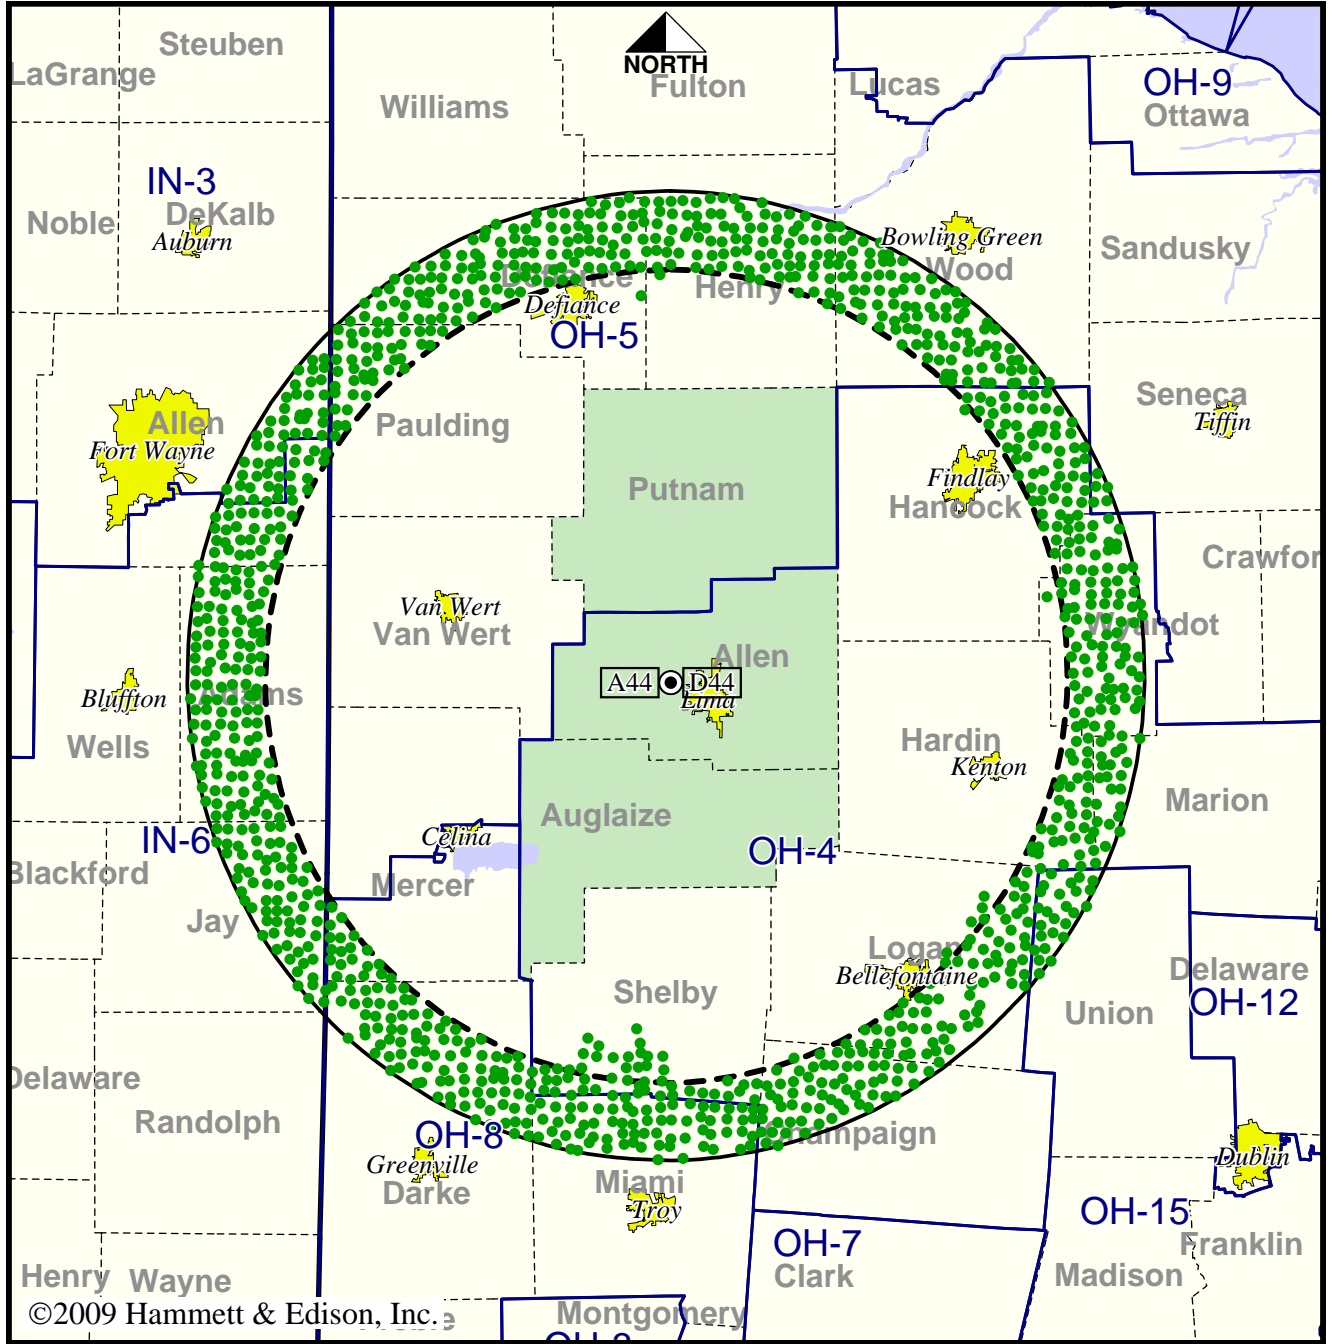 Steuben
LaGrange
NORTH
Fulton
Lucas
OH-9
Williams
Ottawa
IN-3
DeKalb
Noble
Auburn
Bowling Green
Wood
Sandusky
Defiance
Henry
Defiance
OH-5
Seneca
Tiffin
Allen
Fort Wayne
Paulding
Putnam
Findlay
Hancock
Crawfor
Van Wert
Van Wert
Wyandot
Allen
A44
D44
Lima
Adams
Bluffton
Wells
Hardin
Kenton
Marion
Auglaize
Celina
IN-6
OH-4
Blackford
Mercer
Jay
Logan
Bellefontaine
Delaware
Shelby
OH-12
Union
Delaware
Randolph
OH-8
Champaign
Greenville
Darke
Miami
Troy
Dublin
OH-15
OH-7
Franklin
Clark
Madison
Henry
Wayne
©2009 Hammett & Edison, Inc.
Montgomery